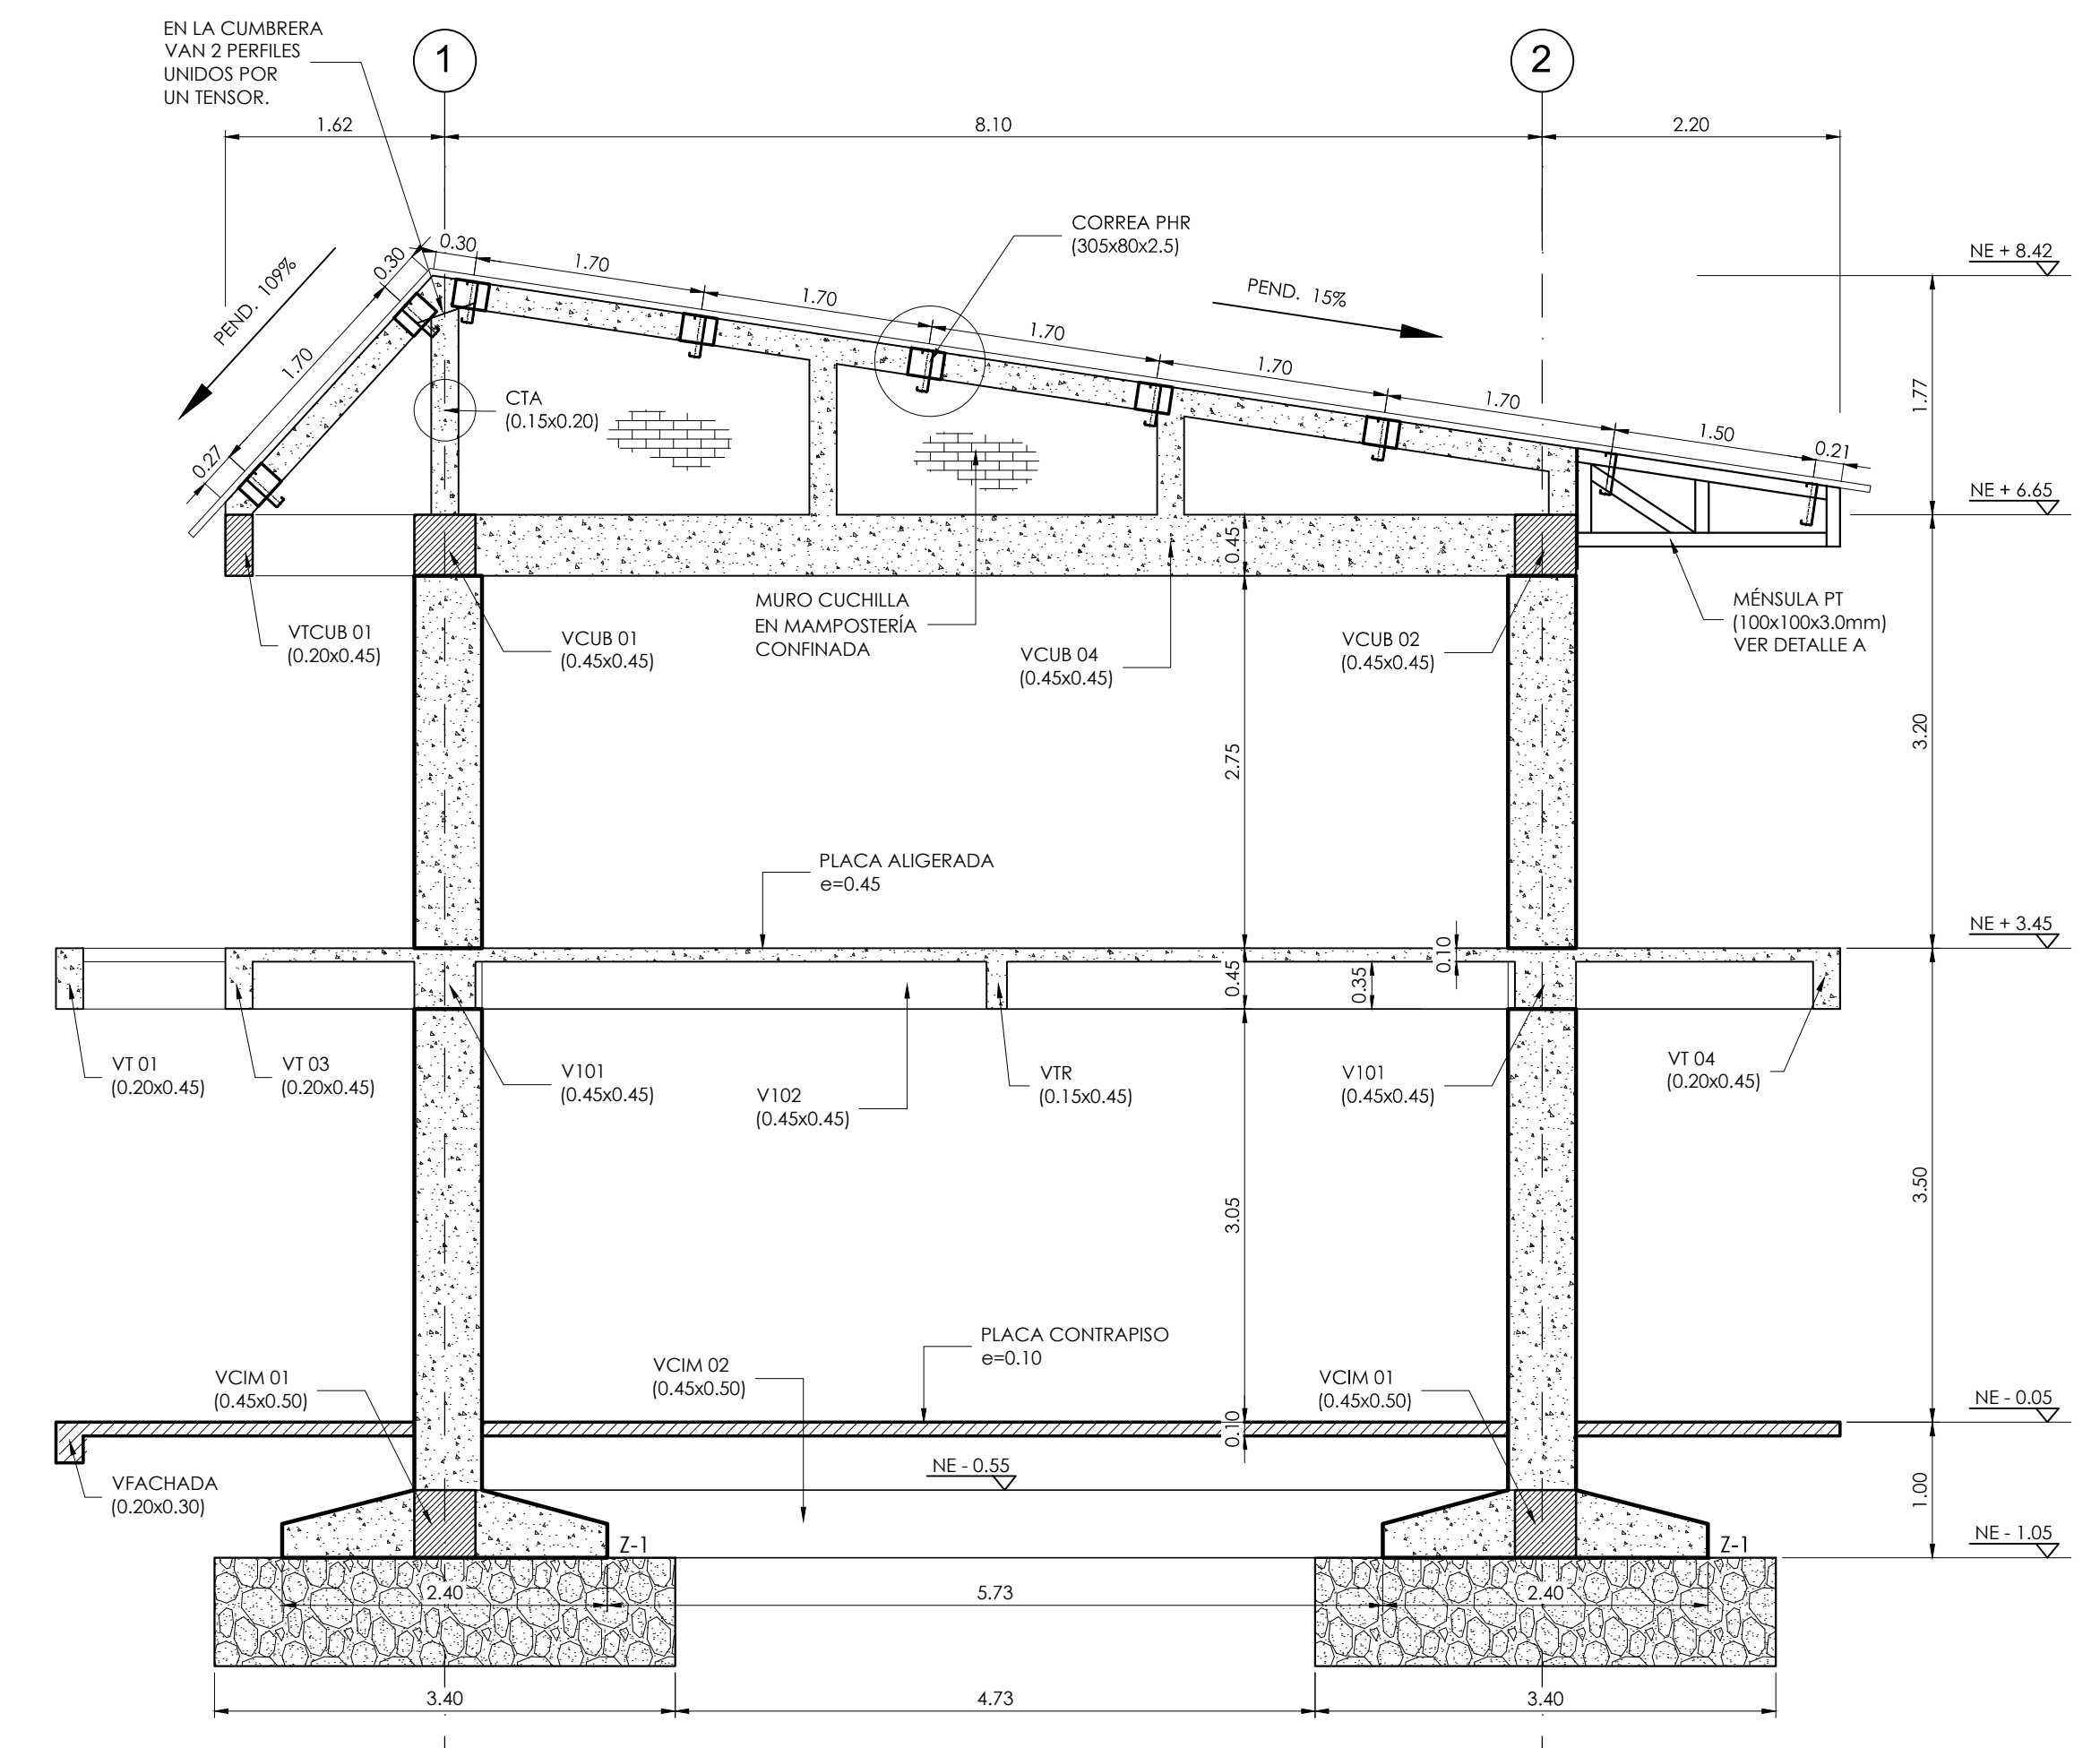 EN LA CUMBRERA
VAN 2 PERFILES
UNIDOS POR
UN TENSOR.
1
2
1.62
8.10
2.20
PEND. 109%
0.30
0.30
1.70
1.70
1.70
1.70
1.70
1.70
1.50
0.21
1.70
0.27
CORREA PHR
(305x80x2.5)
PEND. 15%
NE + 8.42
1.77
CTA
(0.15x0.20)
NE + 6.65
0.45
MURO CUCHILLA
EN MAMPOSTERÍA
CONFINADA
MÉNSULA PT
(100x100x3.0mm)
VER DETALLE A
VTCUB 01
(0.20x0.45)
VCUB 01
(0.45x0.45)
VCUB 04
(0.45x0.45)
VCUB 02
(0.45x0.45)
2.75
3.20
PLACA ALIGERADA
e=0.45
NE + 3.45
0.10
0.45
0.35
VT 01
(0.20x0.45)
VT 03
(0.20x0.45)
V101
(0.45x0.45)
V102
(0.45x0.45)
VTR
(0.15x0.45)
V101
(0.45x0.45)
VT 04
(0.20x0.45)
3.05
3.50
PLACA CONTRAPISO
e=0.10
VCIM 01
(0.45x0.50)
VCIM 02
(0.45x0.50)
VCIM 01
(0.45x0.50)
NE - 0.05
0.10
VFACHADA
(0.20x0.30)
NE - 0.55
1.00
Z-1
Z-1
NE - 1.05
2.40
5.73
2.40
3.40
4.73
3.40